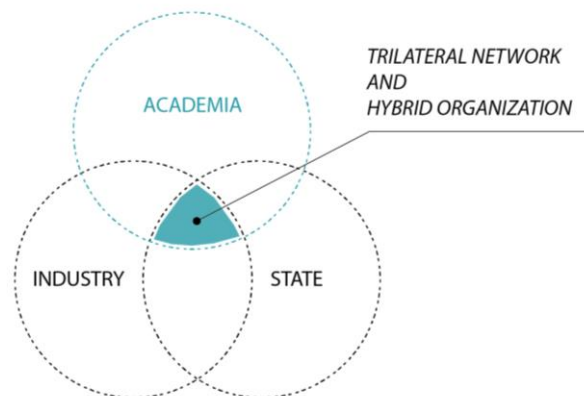 TRILATERAL NETWORK
AND
HYBRID ORGANIZATION
ACADEMIA
INDUSTRY
STATE